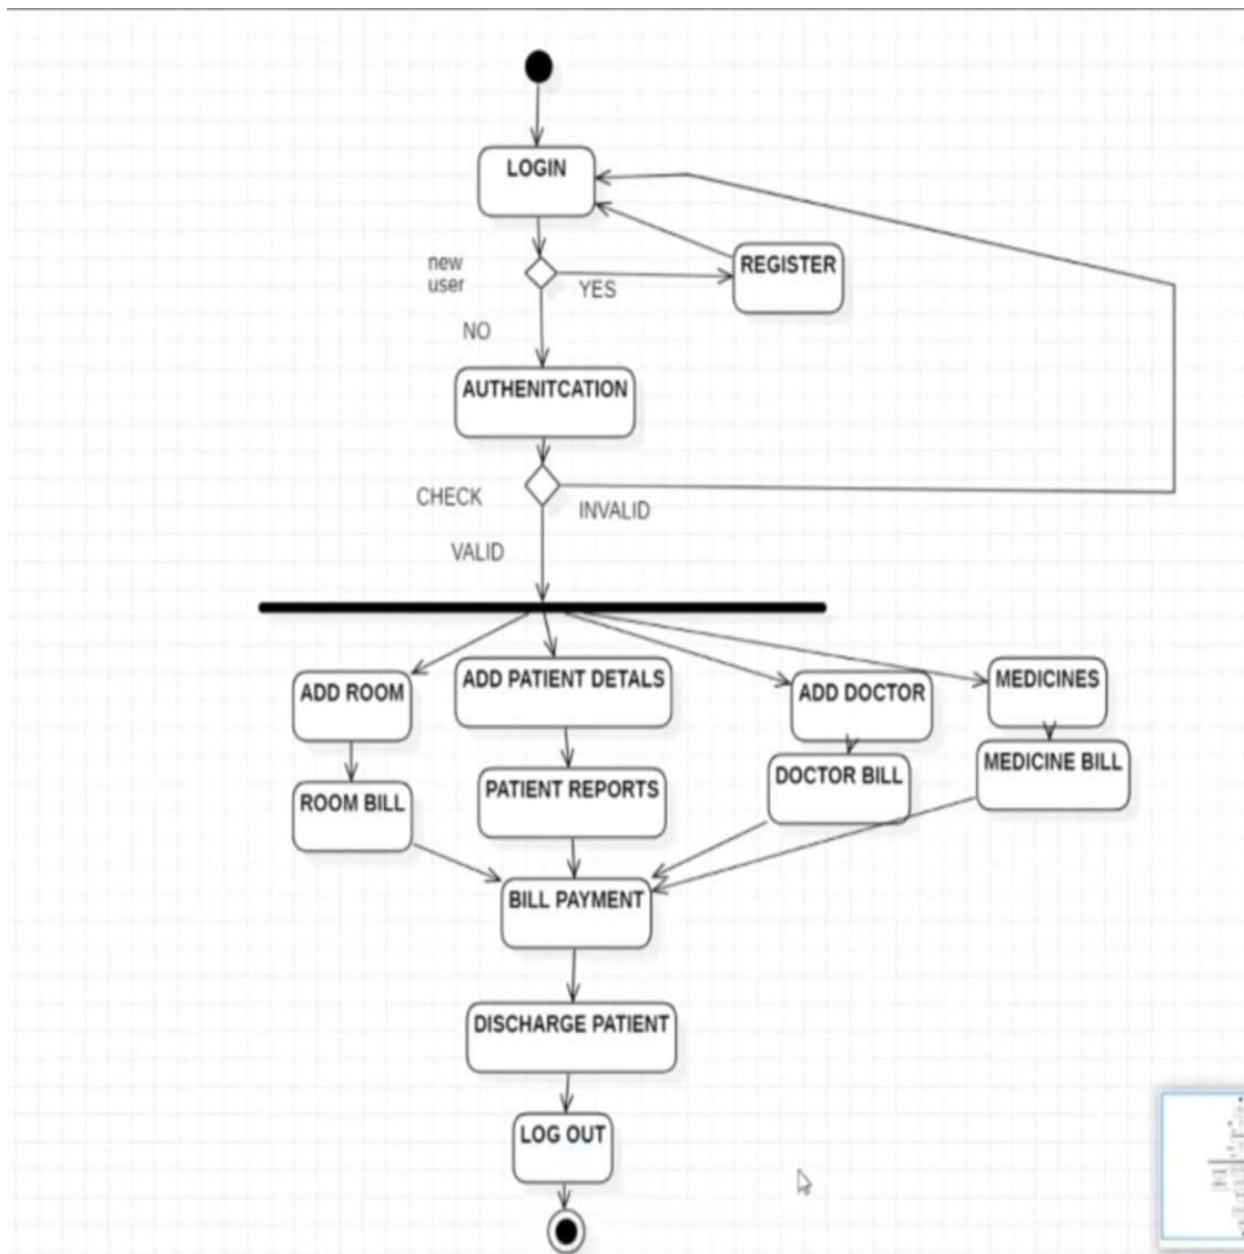 LOGIN
new
user
YES
REGISTER
NO
AUTHENITCATION
CHECK
INVALID
VALID
ADD ROOM
ADD PATIENT DETALS
ADD DOCTOR
MEDICINES
ROOM BILL
PATIENT REPORTS
DOCTOR BILL
MEDICINE BILL
BILL PAYMENT
DISCHARGE PATIENT
LOG OUT